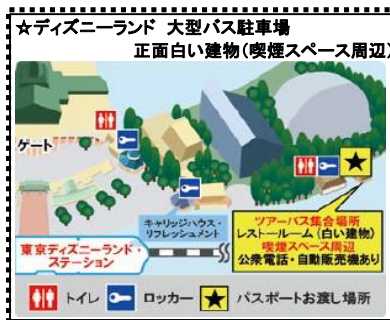 ☆ディズニーランド 大型バス駐車場
正面白い建物(喫煙スペース周辺)
ゲート
キャリッジハウス・
リフレッシュメント
東京ディズニーランド・
ステーション
ツアーバス集合場所
レストルーム(白い建物)
喫煙スペース周辺
公衆電話・自動販売機あり
トイレ ロッカー パスポートお渡し場所